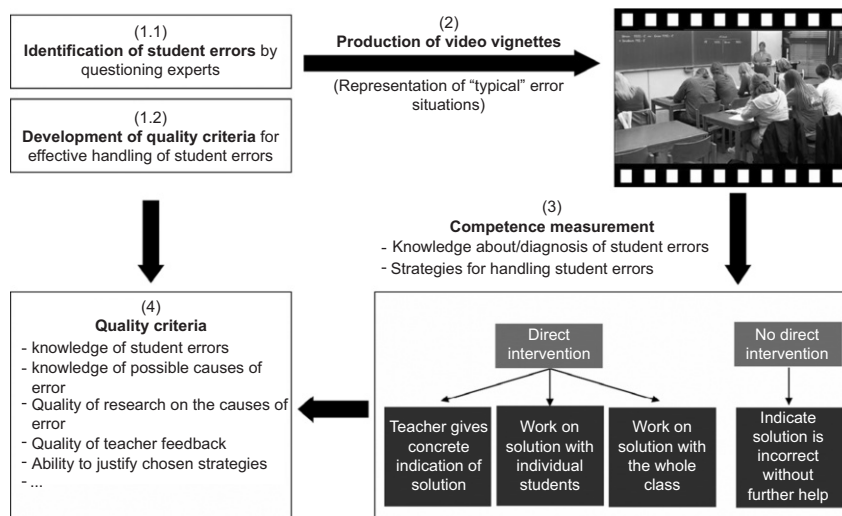 (1.1)
Identification of student errors by
questioning experts
(1.2)
Development of quality criteria for
effective handling of student errors
(2)
Production of video vignettes
(Representation of “typical” error
situations)
(3)
Competence measurement
- Knowledge about/diagnosis of student errors
- Strategies for handling student errors
(4)
Quality criteria
- knowledge of student errors
- knowledge of possible causes of
error
- Quality of research on the causes of
error
- Quality of teacher feedback
- Ability to justify chosen strategies
- ...
Direct
intervention
No direct
intervention
Teacher gives
concrete
indication of
solution
Work on
solution with
individual
students
Work on
solution with
the whole
class
Indicate
solution is
incorrect
without
further help